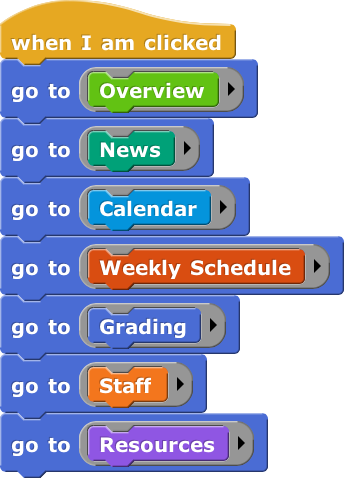 when I am clicked
go to Overview
go to News
go to Calendar
go to Weekly Schedule
go to Grading
go to Staff
go to Resources